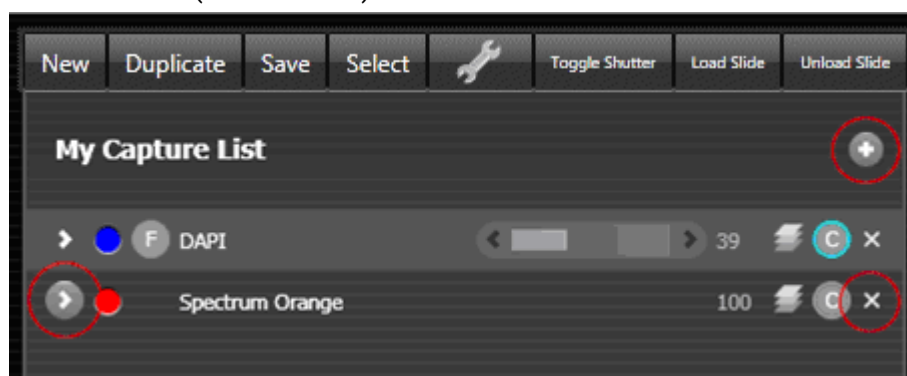 New Duplicate Save Select Toggle Shutter Load Slide Unload Slide
My Capture List
F DAPI 39 C
Spectrum Orange 100 C